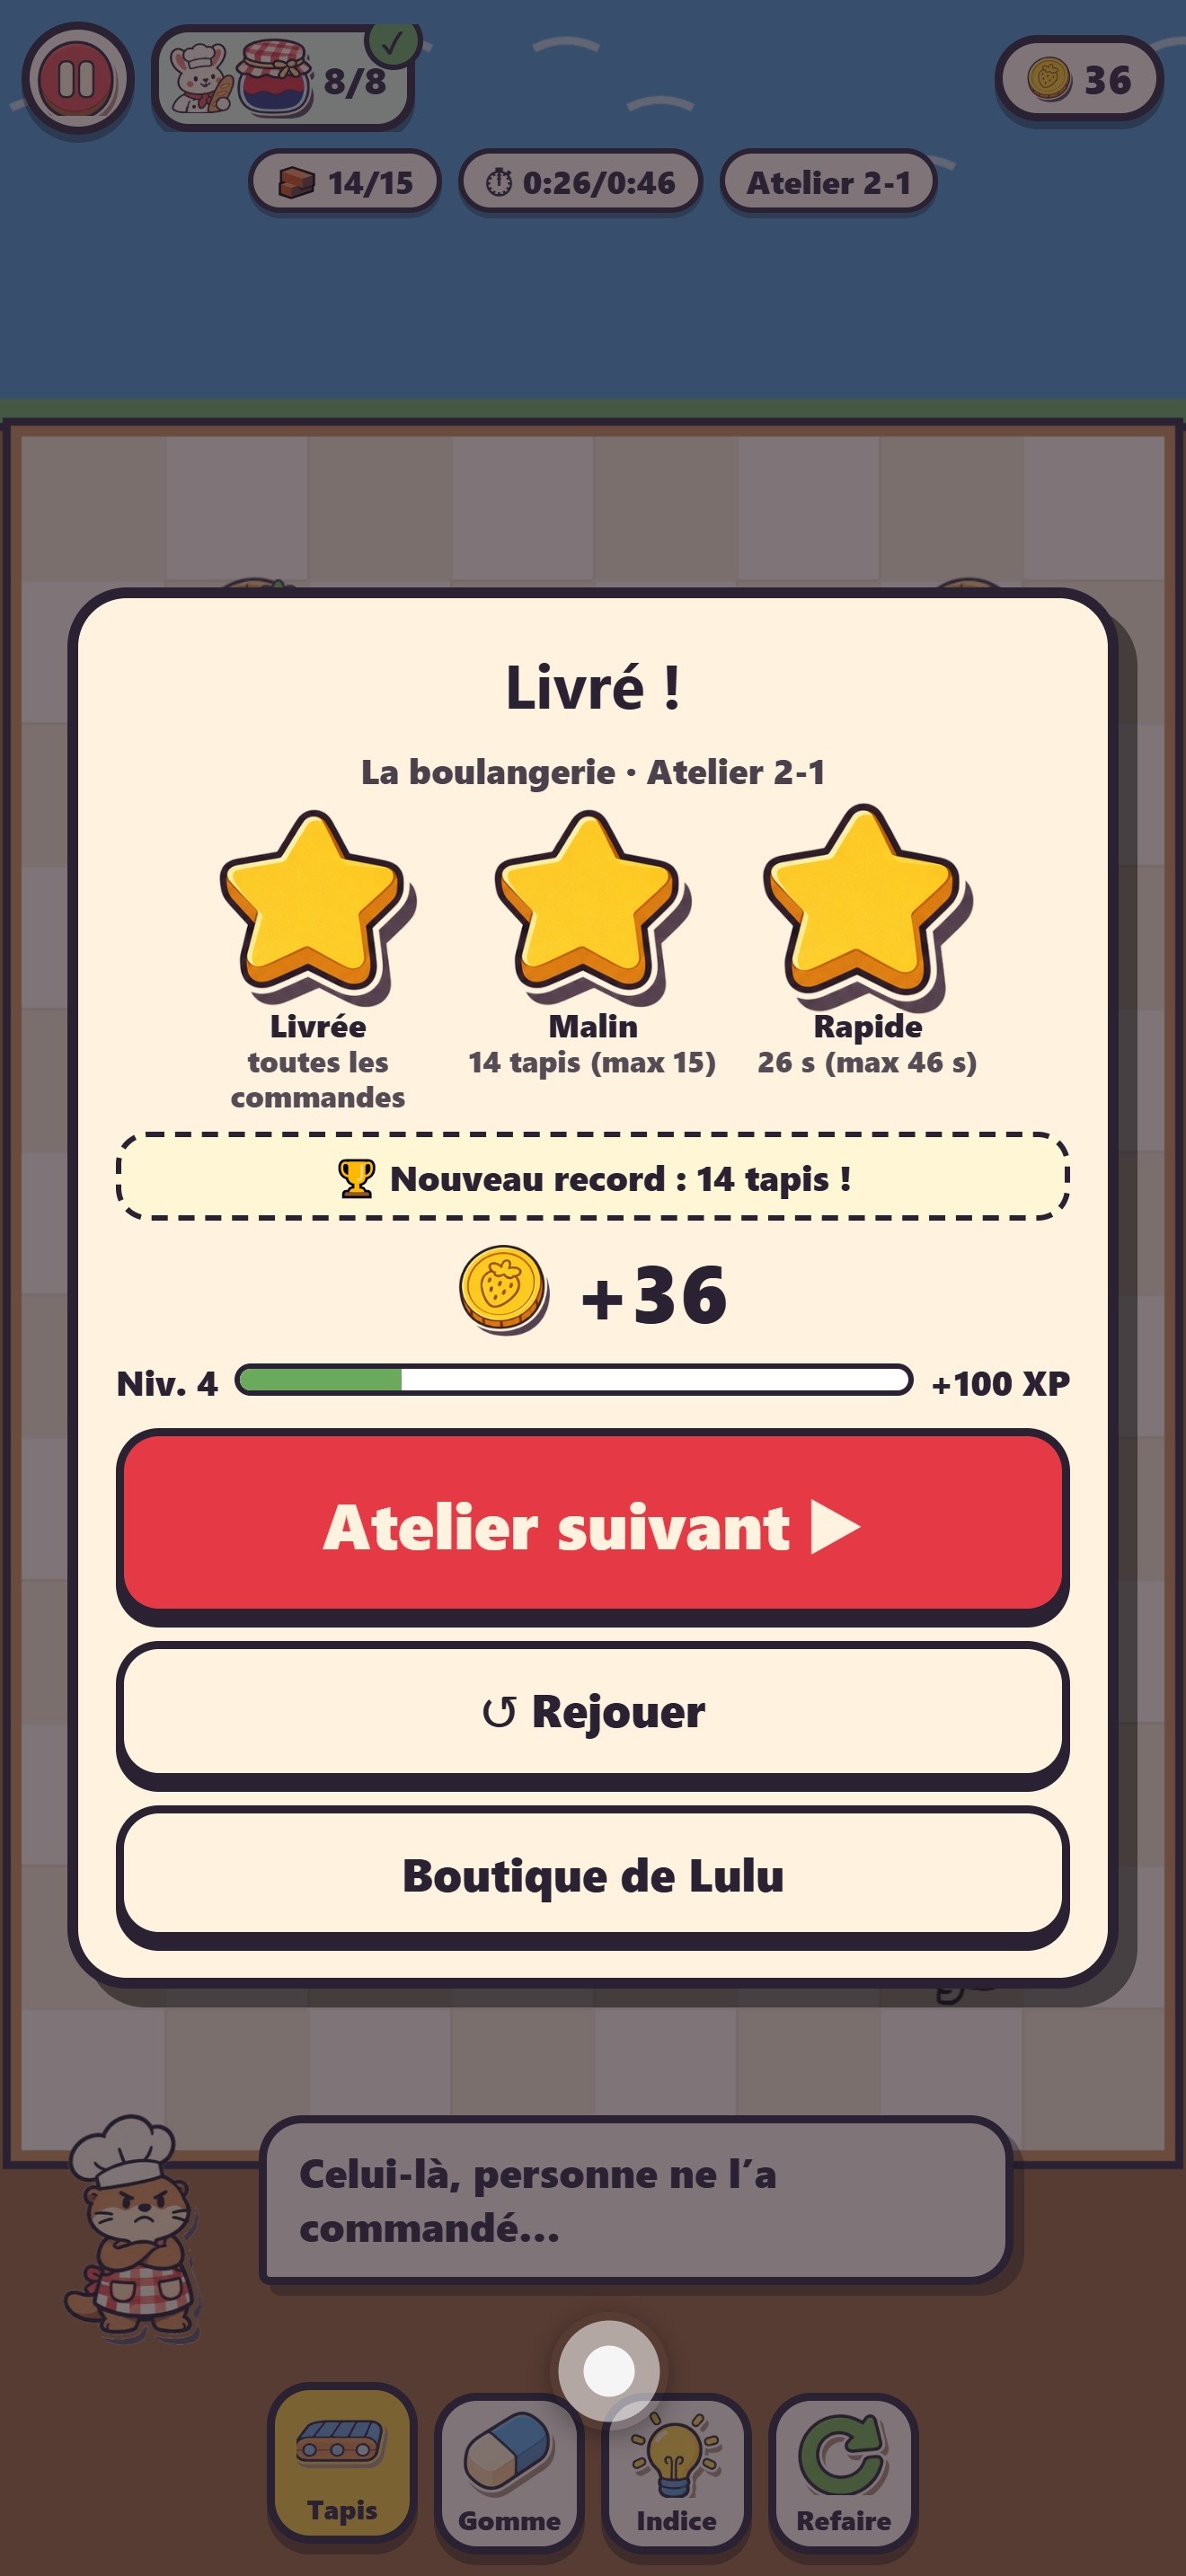 8/8
36
14/15
0:26/0:46
Atelier 2-1
Livré !
La boulangerie · Atelier 2-1
Livrée
toutes les
commandes
Malin
14 tapis (max 15)
Rapide
26 s (max 46 s)
🏆 Nouveau record : 14 tapis !
+36
Niv. 4
+100 XP
Atelier suivant ▶
↺ Rejouer
Boutique de Lulu
Celui-là, personne ne l'a
commandé...
Tapis
Gomme
Indice
Refaire